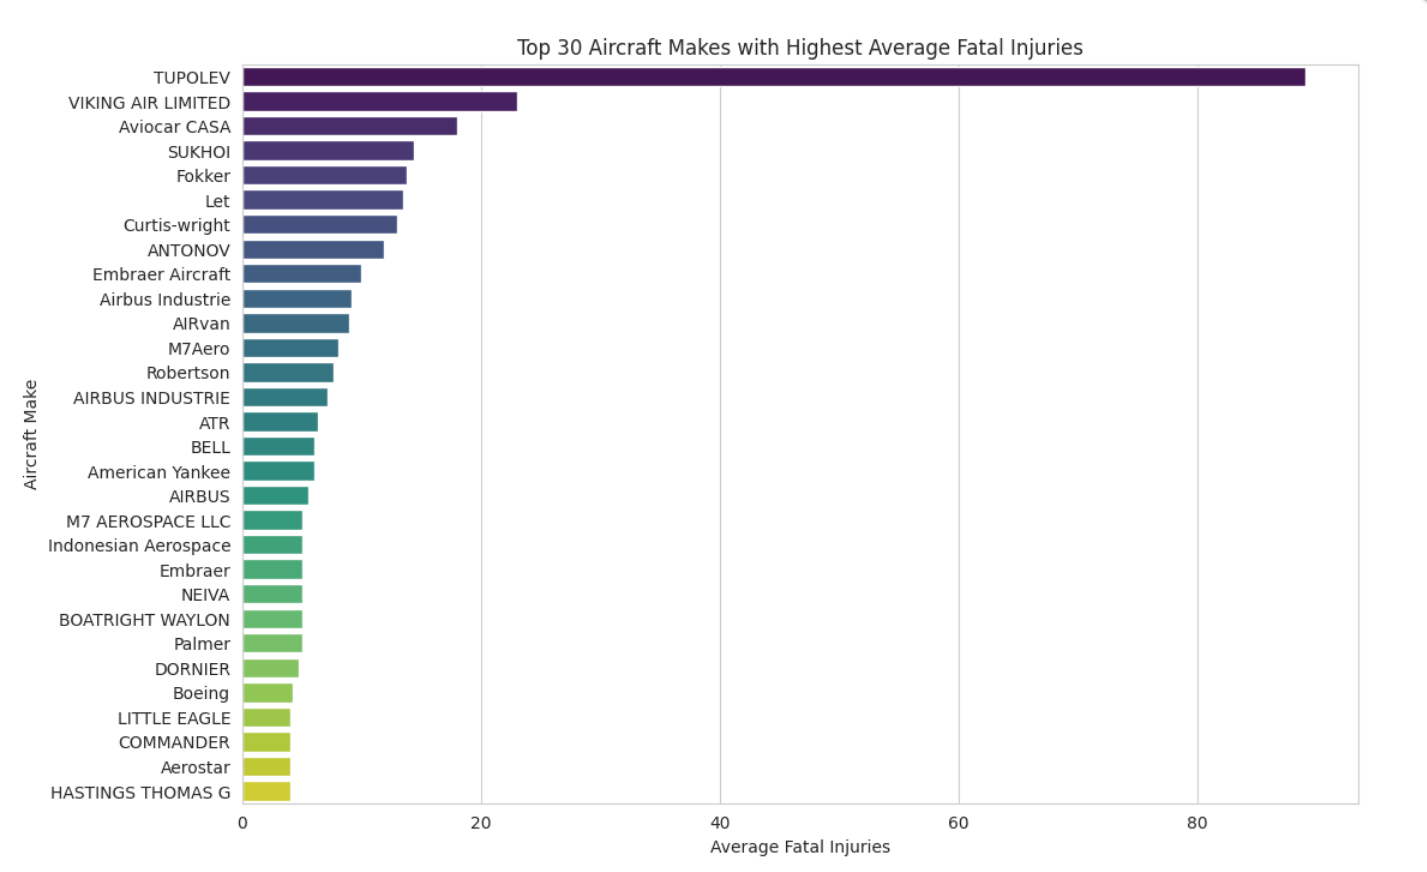 Top 30 Aircraft Makes with Highest Average Fatal Injuries
TUPOLEV
VIKING AIR LIMITED
Aviocar CASA
SUKHOI
Fokker
Let
Curtis-wright
ANTONOV
Embraer Aircraft
Airbus Industrie
AIRvan
M7Aero
Robertson
AIRBUS INDUSTRIE
ATR
BELL
American Yankee
AIRBUS
M7 AEROSPACE LLC
Indonesian Aerospace
Embraer
NEIVA
BOATRIGHT WAYLON
Palmer
DORNIER
Boeing
LITTLE EAGLE
COMMANDER
Aerostar
HASTINGS THOMAS G
Aircraft Make
0 20 40 60 80
Average Fatal Injuries